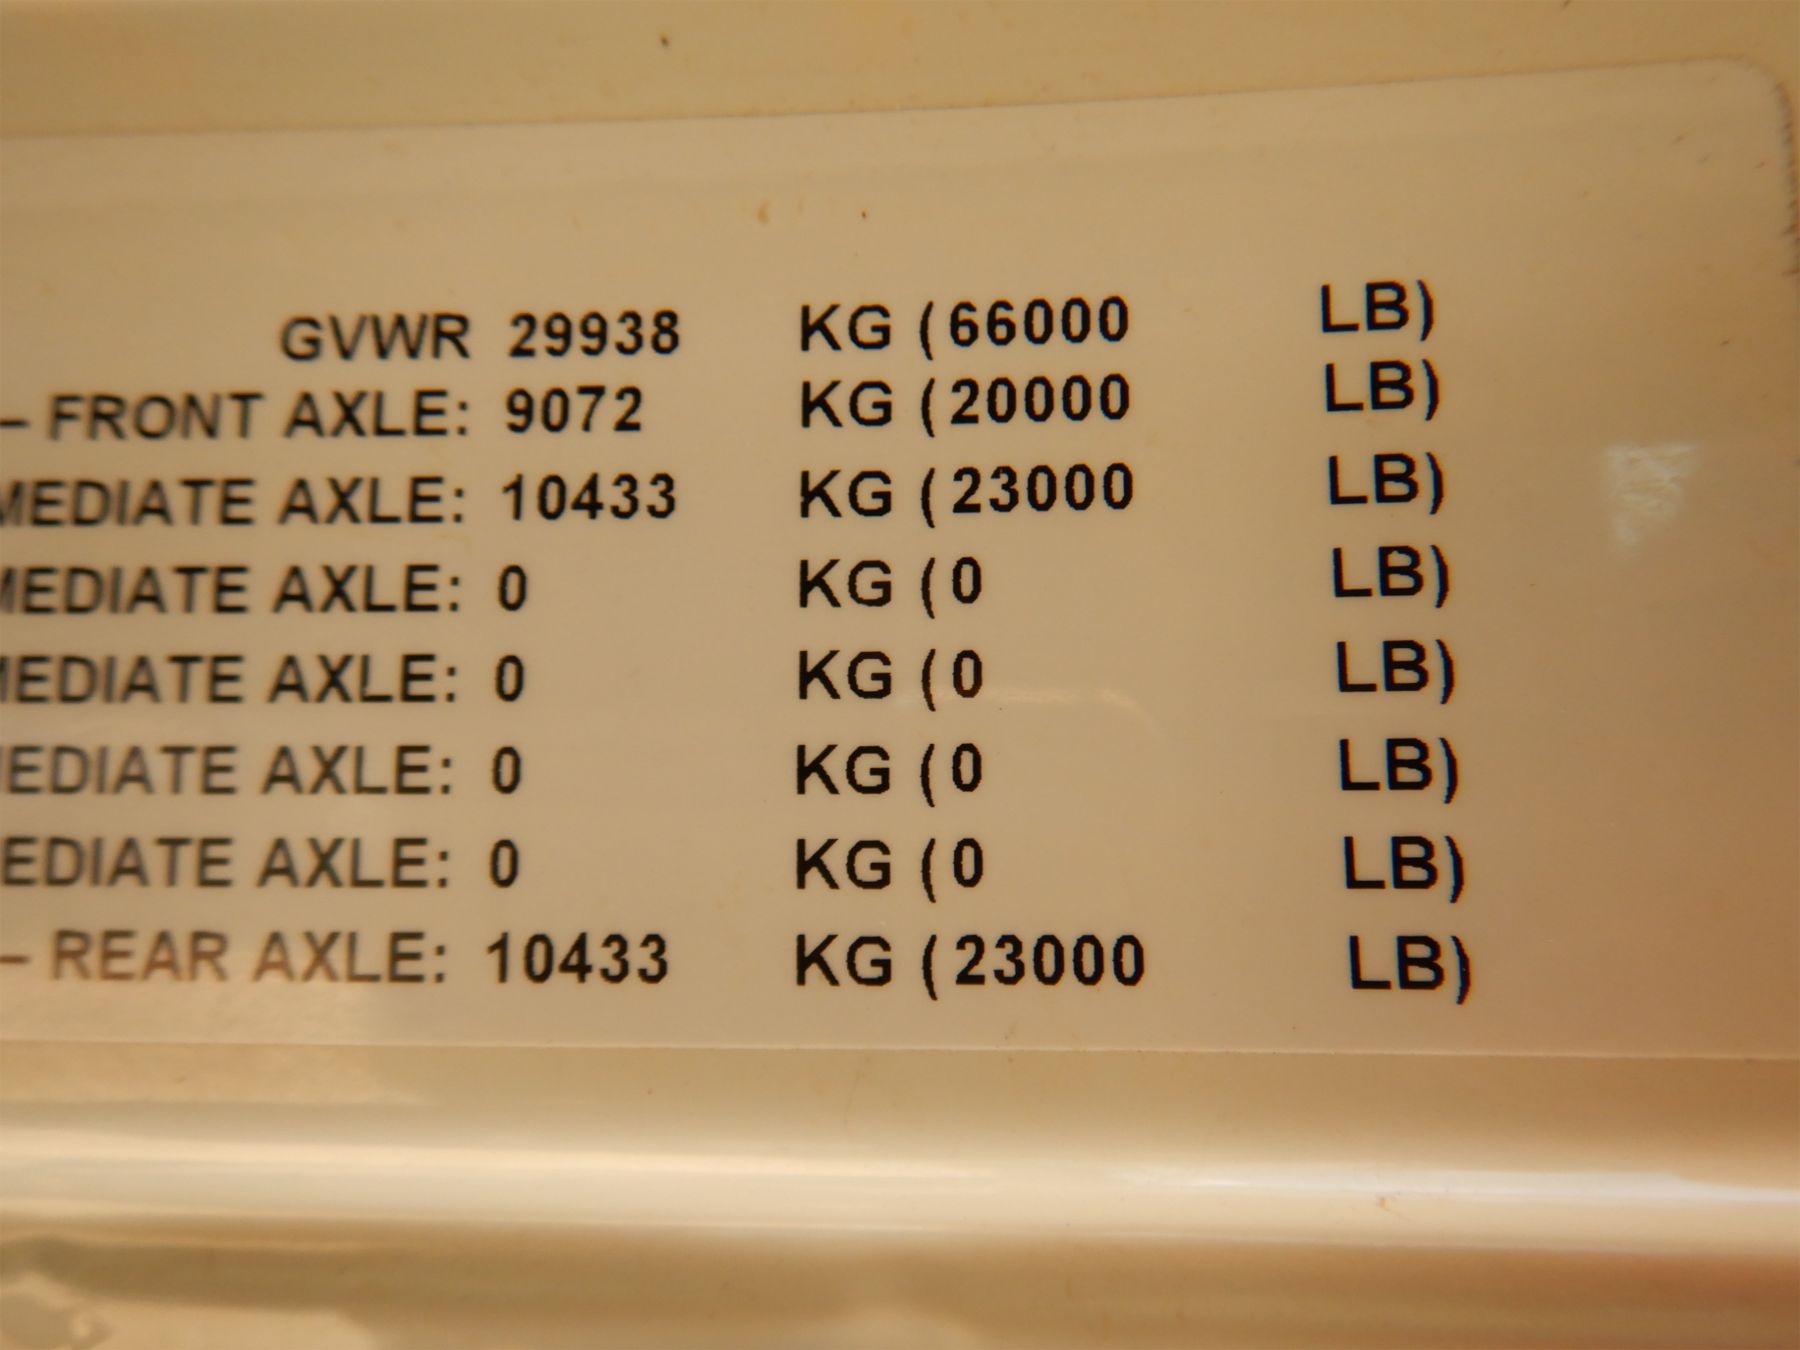 GVWR 29938 KG (66000 LB)
– FRONT AXLE: 9072 KG (20000 LB)
MEDIATE AXLE: 10433 KG (23000 LB)
MEDIATE AXLE: 0 KG (0 LB)
MEDIATE AXLE: 0 KG (0 LB)
EDIATE AXLE: 0 KG (0 LB)
EDIATE AXLE: 0 KG (0 LB)
– REAR AXLE: 10433 KG (23000 LB)